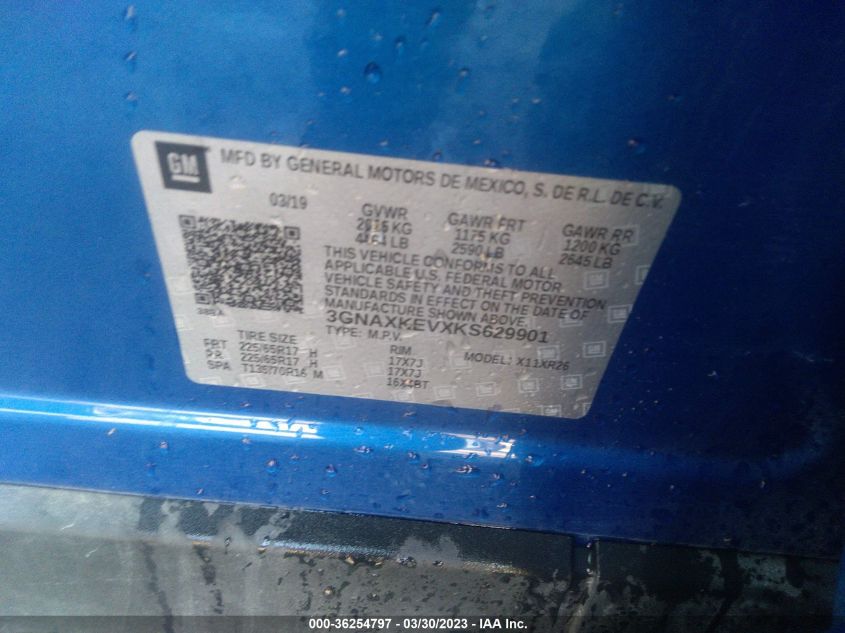 GM
MFD BY GENERAL MOTORS DE MEXICO, S. DE R.L. DE C.V.
03/19
GVWR GAWR FRT GAWR RR
KG 1175 KG 1200 KG
LB 2590 LB 2645 LB
THIS VEHICLE CONFORMS TO ALL
APPLICABLE U.S. FEDERAL MOTOR
VEHICLE SAFETY AND THEFT PREVENTION
STANDARDS IN EFFECT ON THE DATE OF
MANUFACTURE SHOWN ABOVE.
3GNAXKEVXKS629901
TYPE: M.P.V. MODEL: X11XR26
TIRE SIZE RIM
FRT 225/65R17 H 17X7J
RR 225/65R17 H 17X7J
SPA T135/70R16 M 16X4BT
000-36254797 — 03/30/2023 — IAA Inc.